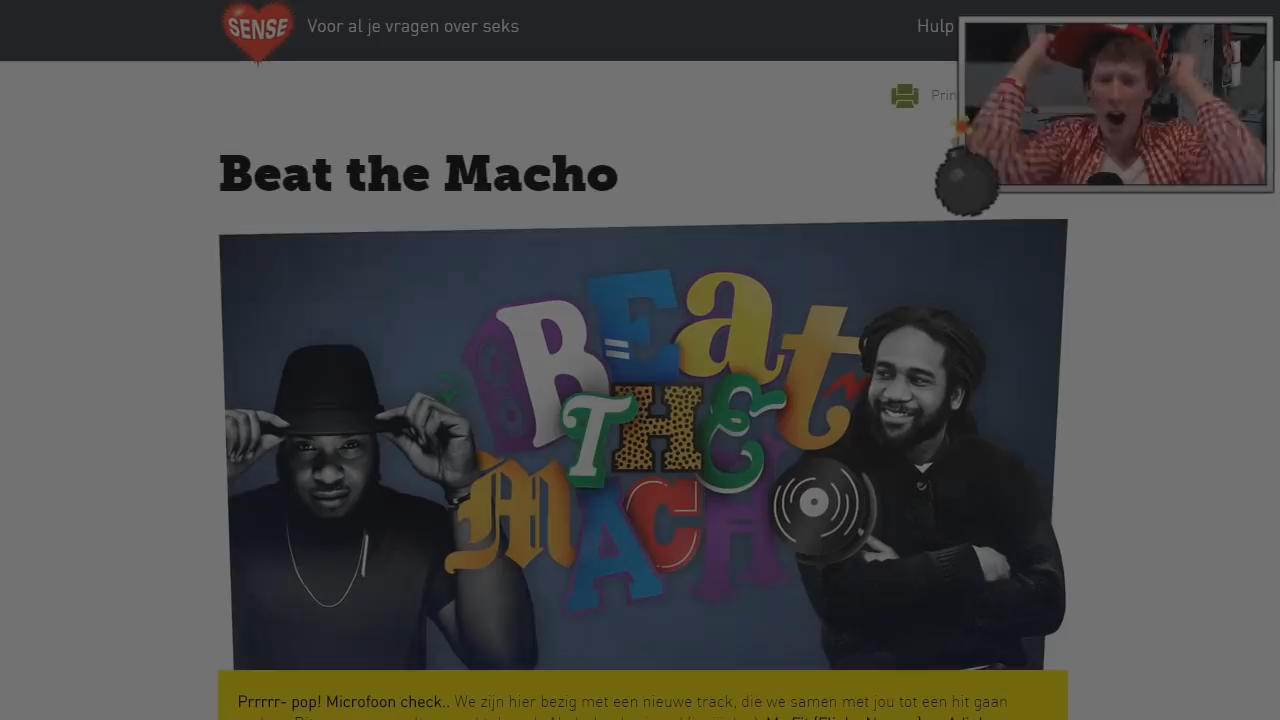 SENSE
Voor al je vragen over seks
Hulp
Prin
Beat the Macho
BEat
THE
MACHO
Prrrrr- pop! Microfoon check.. We zijn hier bezig met een nieuwe track, die we samen met jou tot een hit gaan